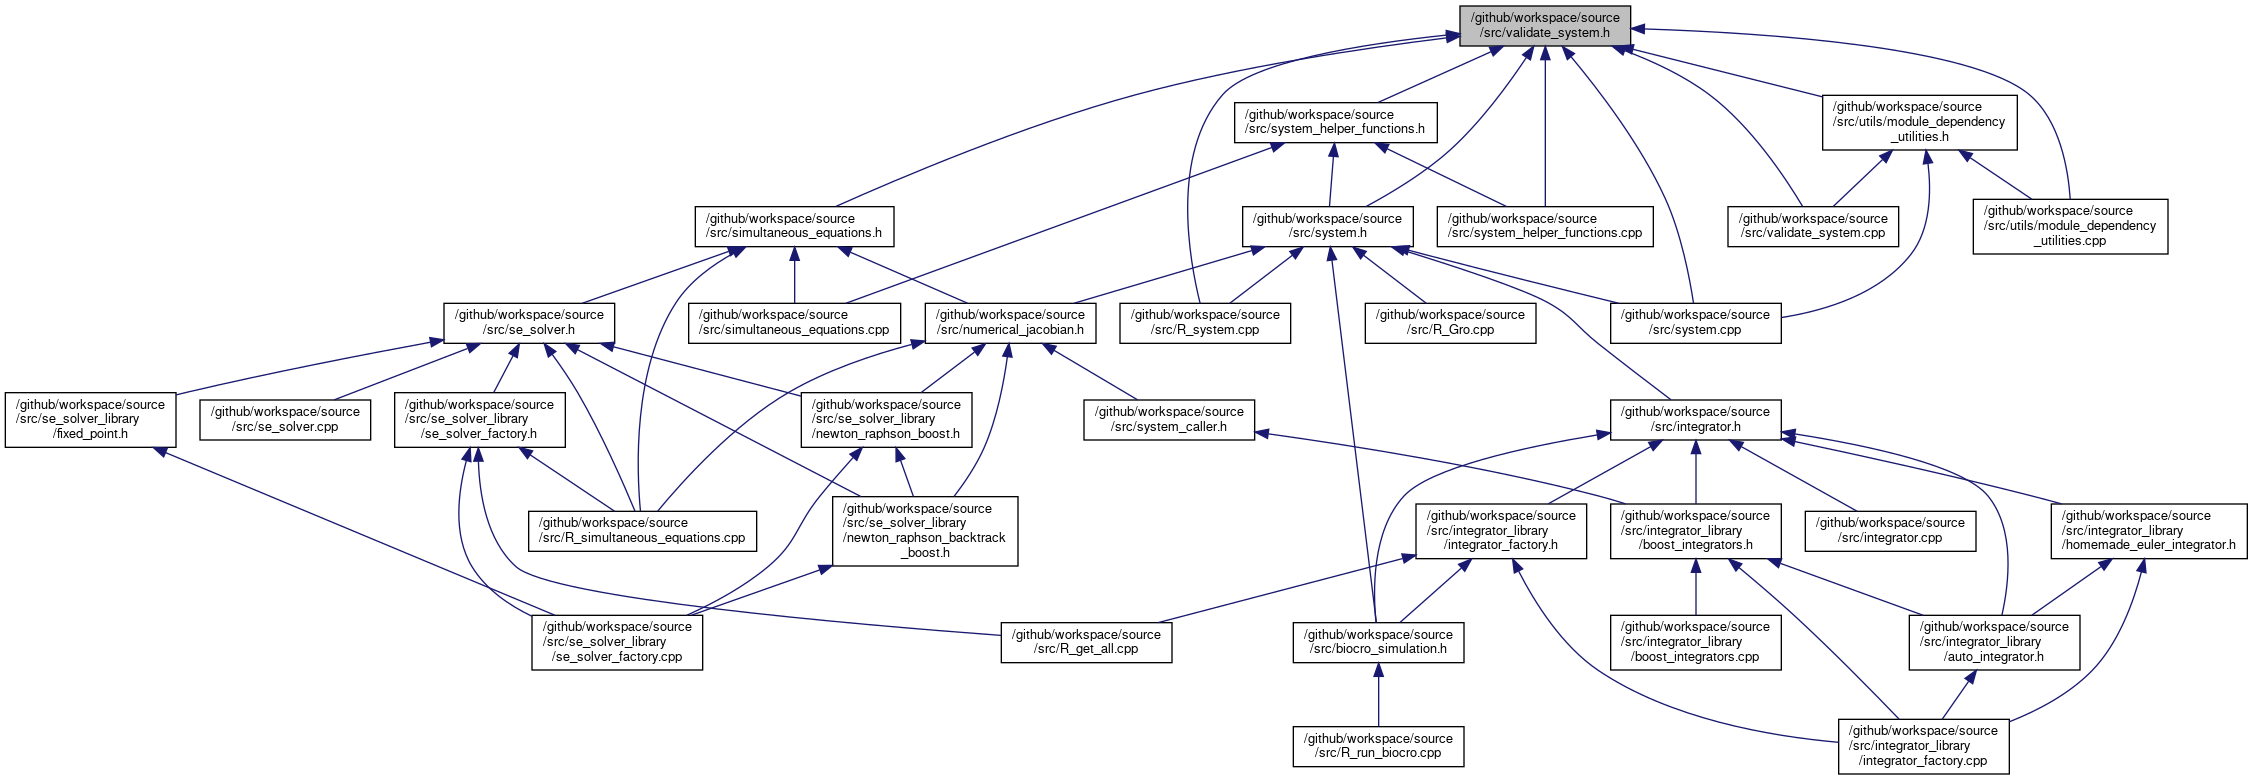 /github/workspace/source
/src/validate_system.h
/github/workspace/source
/src/system_helper_functions.h
/github/workspace/source
/src/utils/module_dependency
_utilities.h
/github/workspace/source
/src/simultaneous_equations.h
/github/workspace/source
/src/system.h
/github/workspace/source
/src/system_helper_functions.cpp
/github/workspace/source
/src/validate_system.cpp
/github/workspace/source
/src/utils/module_dependency
_utilities.cpp
/github/workspace/source
/src/se_solver.h
/github/workspace/source
/src/simultaneous_equations.cpp
/github/workspace/source
/src/numerical_jacobian.h
/github/workspace/source
/src/R_system.cpp
/github/workspace/source
/src/R_Gro.cpp
/github/workspace/source
/src/system.cpp
/github/workspace/source
/src/se_solver_library
/fixed_point.h
/github/workspace/source
/src/se_solver.cpp
/github/workspace/source
/src/se_solver_library
/se_solver_factory.h
/github/workspace/source
/src/se_solver_library
/newton_raphson_boost.h
/github/workspace/source
/src/system_caller.h
/github/workspace/source
/src/integrator.h
/github/workspace/source
/src/R_simultaneous_equations.cpp
/github/workspace/source
/src/se_solver_library
/newton_raphson_backtrack
_boost.h
/github/workspace/source
/src/integrator_library
/integrator_factory.h
/github/workspace/source
/src/integrator_library
/boost_integrators.h
/github/workspace/source
/src/integrator.cpp
/github/workspace/source
/src/integrator_library
/homemade_euler_integrator.h
/github/workspace/source
/src/se_solver_library
/se_solver_factory.cpp
/github/workspace/source
/src/R_get_all.cpp
/github/workspace/source
/src/biocro_simulation.h
/github/workspace/source
/src/integrator_library
/boost_integrators.cpp
/github/workspace/source
/src/integrator_library
/auto_integrator.h
/github/workspace/source
/src/R_run_biocro.cpp
/github/workspace/source
/src/integrator_library
/integrator_factory.cpp